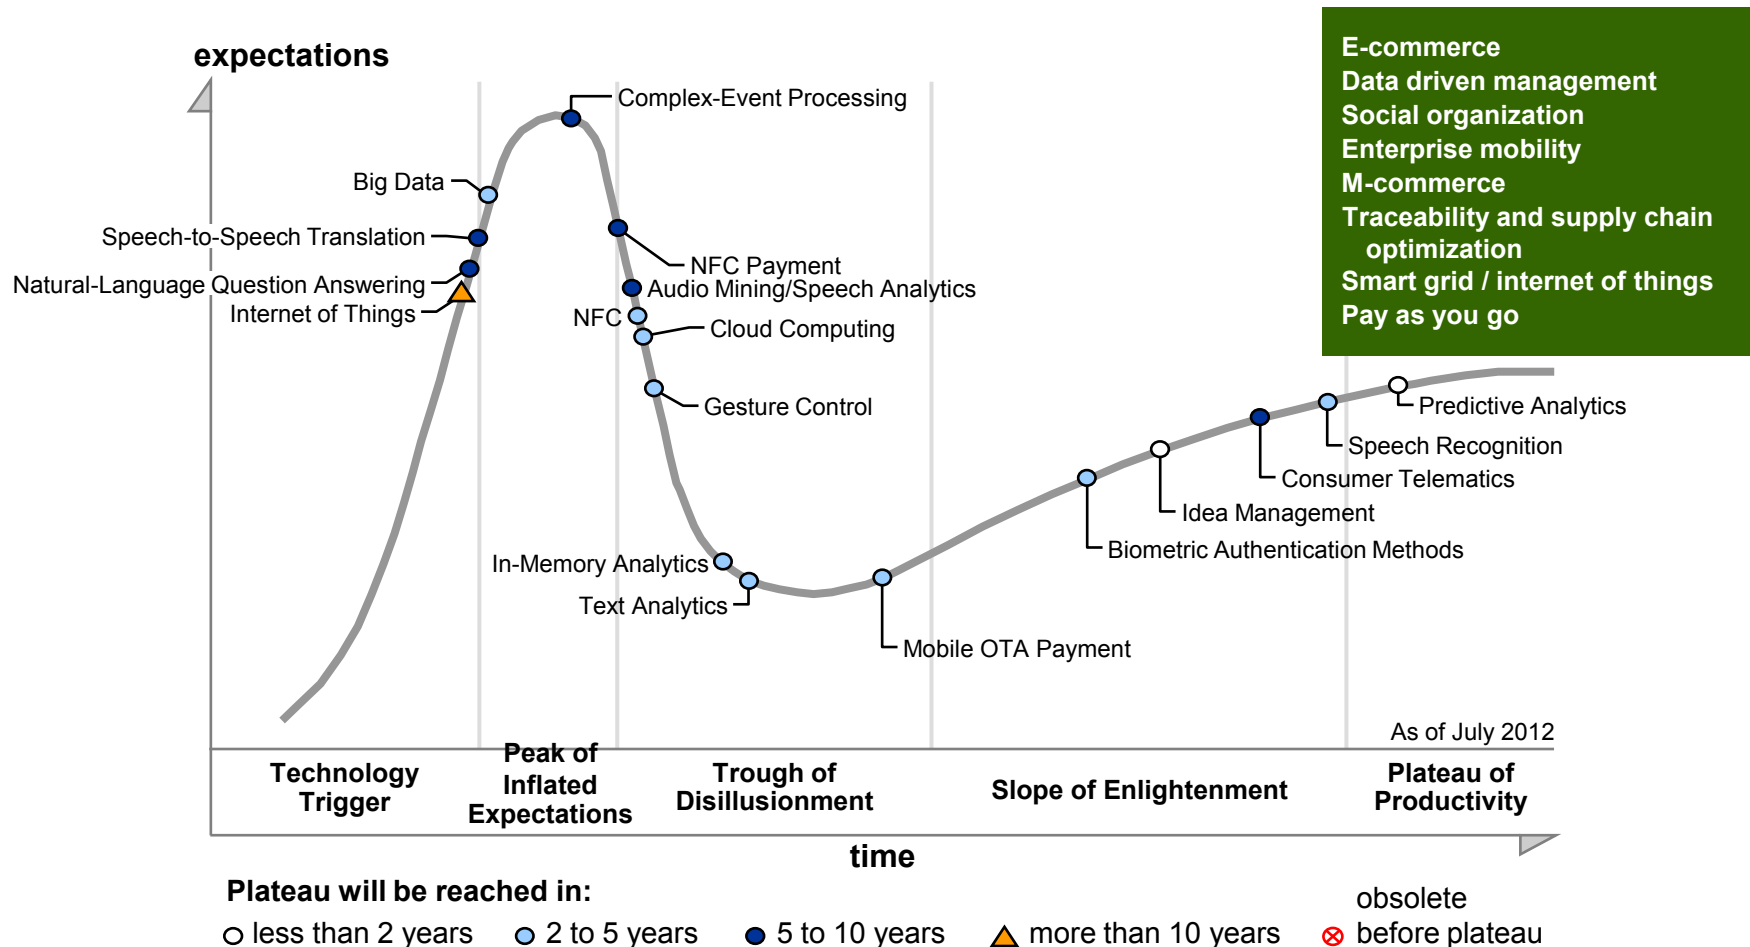 expectations
E-commerce
Data driven management
Social organization
Enterprise mobility
M-commerce
Traceability and supply chain
optimization
Smart grid / internet of things
Pay as you go
Complex-Event Processing
Big Data
Speech-to-Speech Translation
Natural-Language Question Answering
Internet of Things
NFC Payment
Audio Mining/Speech Analytics
NFC
Cloud Computing
Gesture Control
In-Memory Analytics
Text Analytics
Mobile OTA Payment
Predictive Analytics
Speech Recognition
Consumer Telematics
Idea Management
Biometric Authentication Methods
As of July 2012
Technology
Trigger
Peak of
Inflated
Expectations
Trough of
Disillusionment
Slope of Enlightenment
Plateau of
Productivity
time
Plateau will be reached in:
less than 2 years
2 to 5 years
5 to 10 years
more than 10 years
obsolete
before plateau